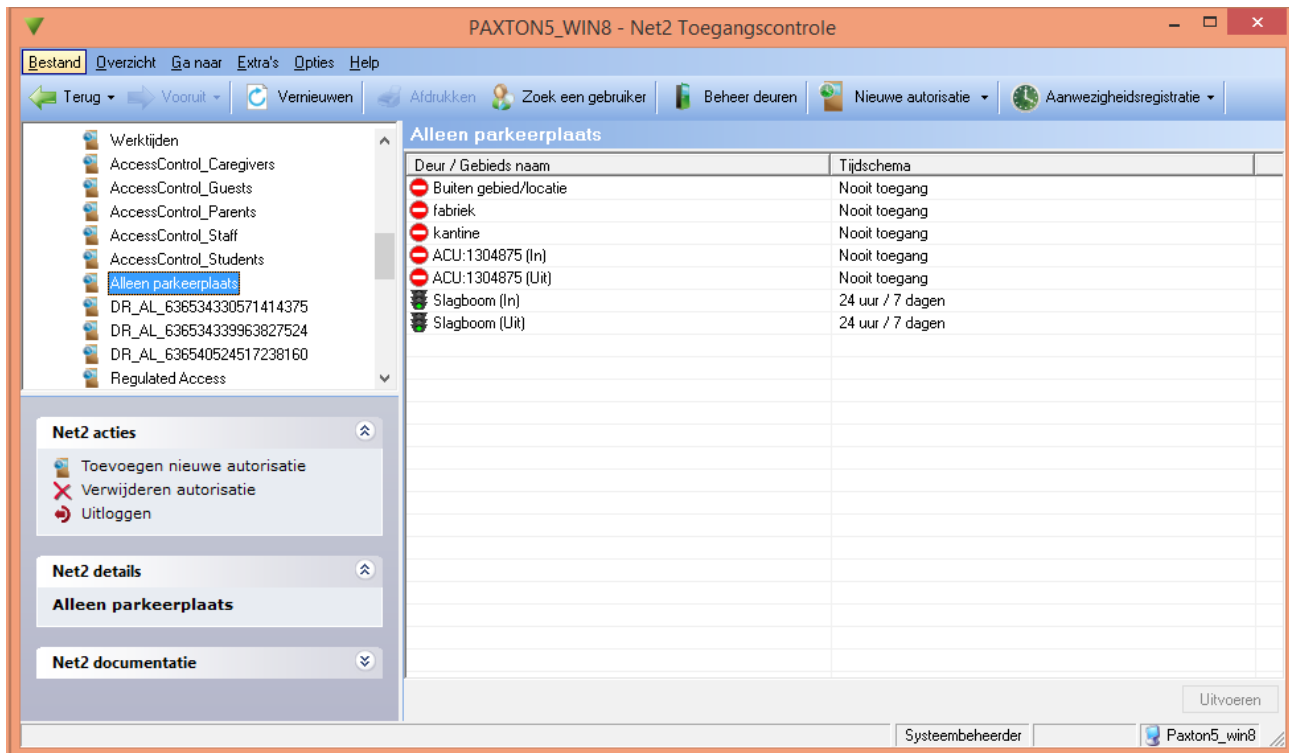 PAXTON5_WIN8 - Net2 Toegangscontrole
Bestand Overzicht Ga naar Extra's Opties Help
Terug Vooruit Vernieuwen Afdrukken Zoek een gebruiker Beheer deuren Nieuwe autorisatie Aanwezigheidsregistratie
Werktijden
AccessControl_Caregivers
AccessControl_Guests
AccessControl_Parents
AccessControl_Staff
AccessControl_Students
Alleen parkeerplaats
DR_AL_636534330571414375
DR_AL_636534339963827524
DR_AL_636540524517238160
Regulated Access
Net2 acties
Toevoegen nieuwe autorisatie
Verwijderen autorisatie
Uitloggen
Net2 details
Alleen parkeerplaats
Net2 documentatie
Alleen parkeerplaats
Deur / Gebieds naam Tijdschema
Buiten gebied/locatie Nooit toegang
fabriek Nooit toegang
kantine Nooit toegang
ACU:1304875 (In) Nooit toegang
ACU:1304875 (Uit) Nooit toegang
Slagboom (In) 24 uur / 7 dagen
Slagboom (Uit) 24 uur / 7 dagen
Uitvoeren
Systeembeheerder Paxton5_win8